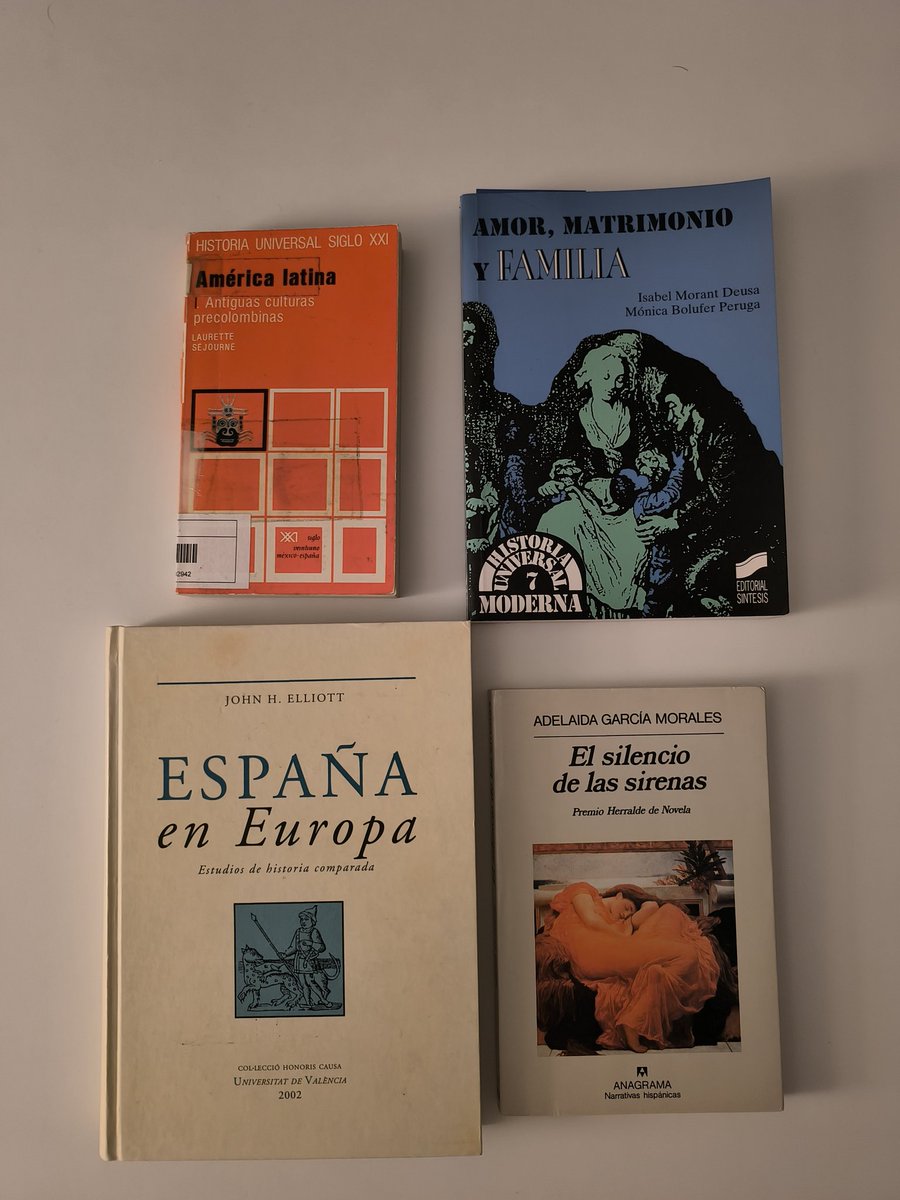 HISTORIA UNIVERSAL SIGLO XXI
América latina
I. Antiguas culturas
precolombinas
LAURETTE
SÉJOURNÉ
siglo
veintiuno
méxico-españa
AMOR, MATRIMONIO
Y FAMILIA
Isabel Morant Deusa
Mónica Bolufer Peruga
HISTORIA
UNIVERSAL
7
MODERNA
EDITORIAL
SINTESIS
JOHN H. ELLIOTT
ESPAÑA
en Europa
Estudios de historia comparada
COL·LECCIÓ HONORIS CAUSA
UNIVERSITAT DE VALÈNCIA
2002
ADELAIDA GARCÍA MORALES
El silencio
de las sirenas
Premio Herralde de Novela
ANAGRAMA
Narrativas hispánicas